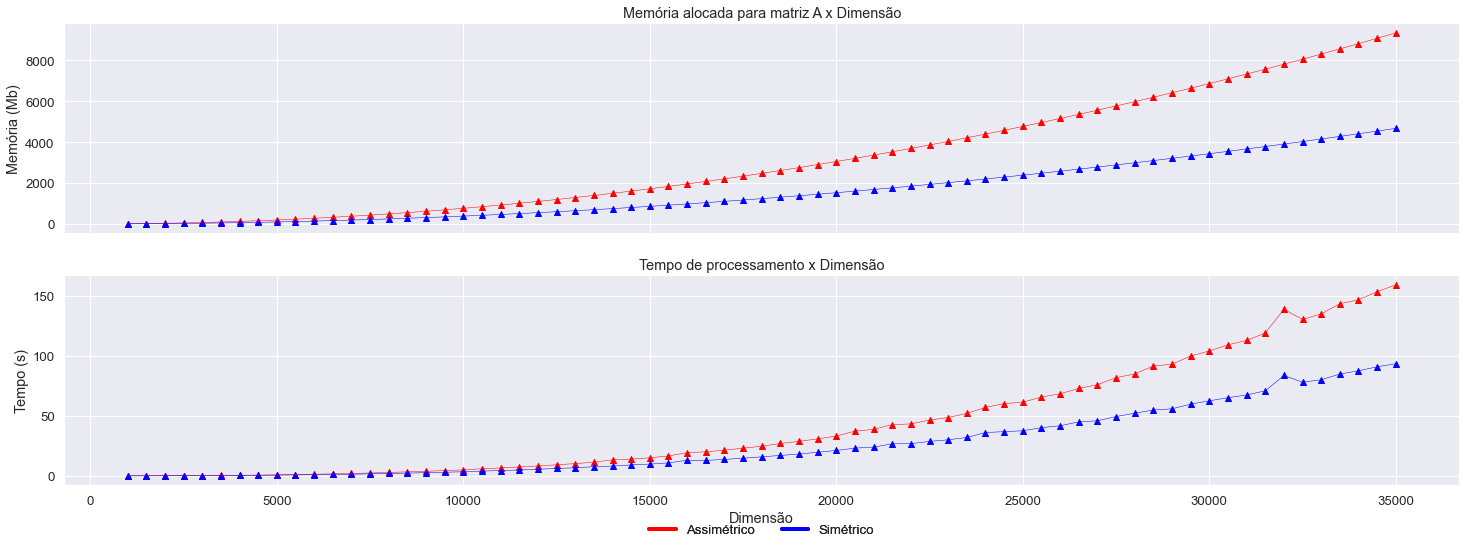 Memória alocada para matriz A x Dimensão
Memória (Mb)
8000
6000
4000
2000
0
Tempo de processamento x Dimensão
Tempo (s)
150
100
50
0
0 5000 10000 15000 20000 25000 30000 35000
Dimensão
Assimétrico Simétrico